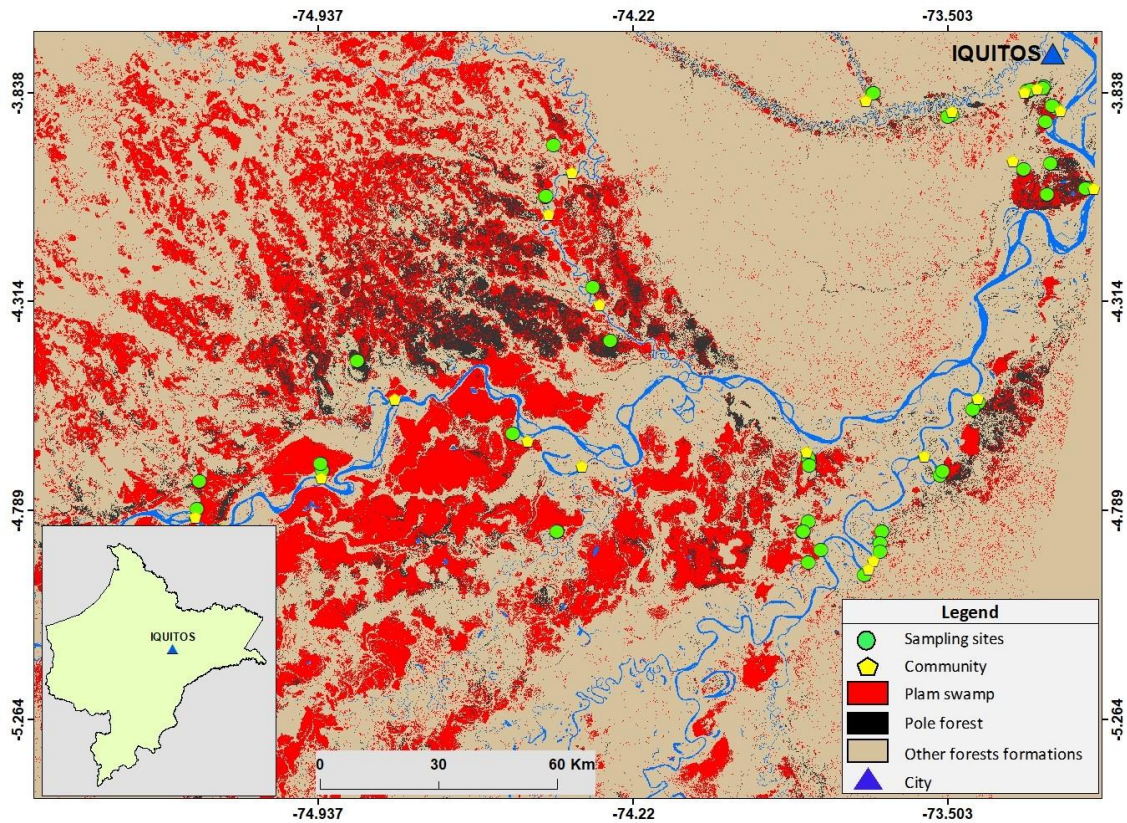 -74.937 -74.22 -73.503
IQUITOS
-3.838 -3.838
-4.314 -4.314
-4.789 -4.789
-5.264 -5.264
IQUITOS
0 30 60 Km
Legend
Sampling sites
Community
Plam swamp
Pole forest
Other forests formations
City
-74.937 -74.22 -73.503